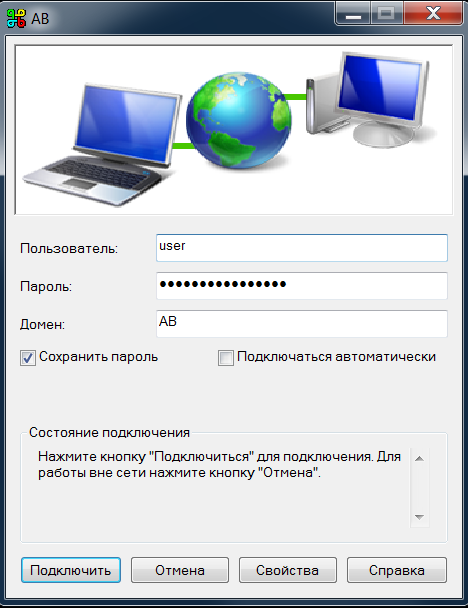 AB
Пользователь:
user
Пароль:
••••••••••••••••
Домен:
AB
Сохранить пароль
Подключаться автоматически
Состояние подключения
Нажмите кнопку "Подключиться" для подключения. Для
работы вне сети нажмите кнопку "Отмена".
Подключить
Отмена
Свойства
Справка